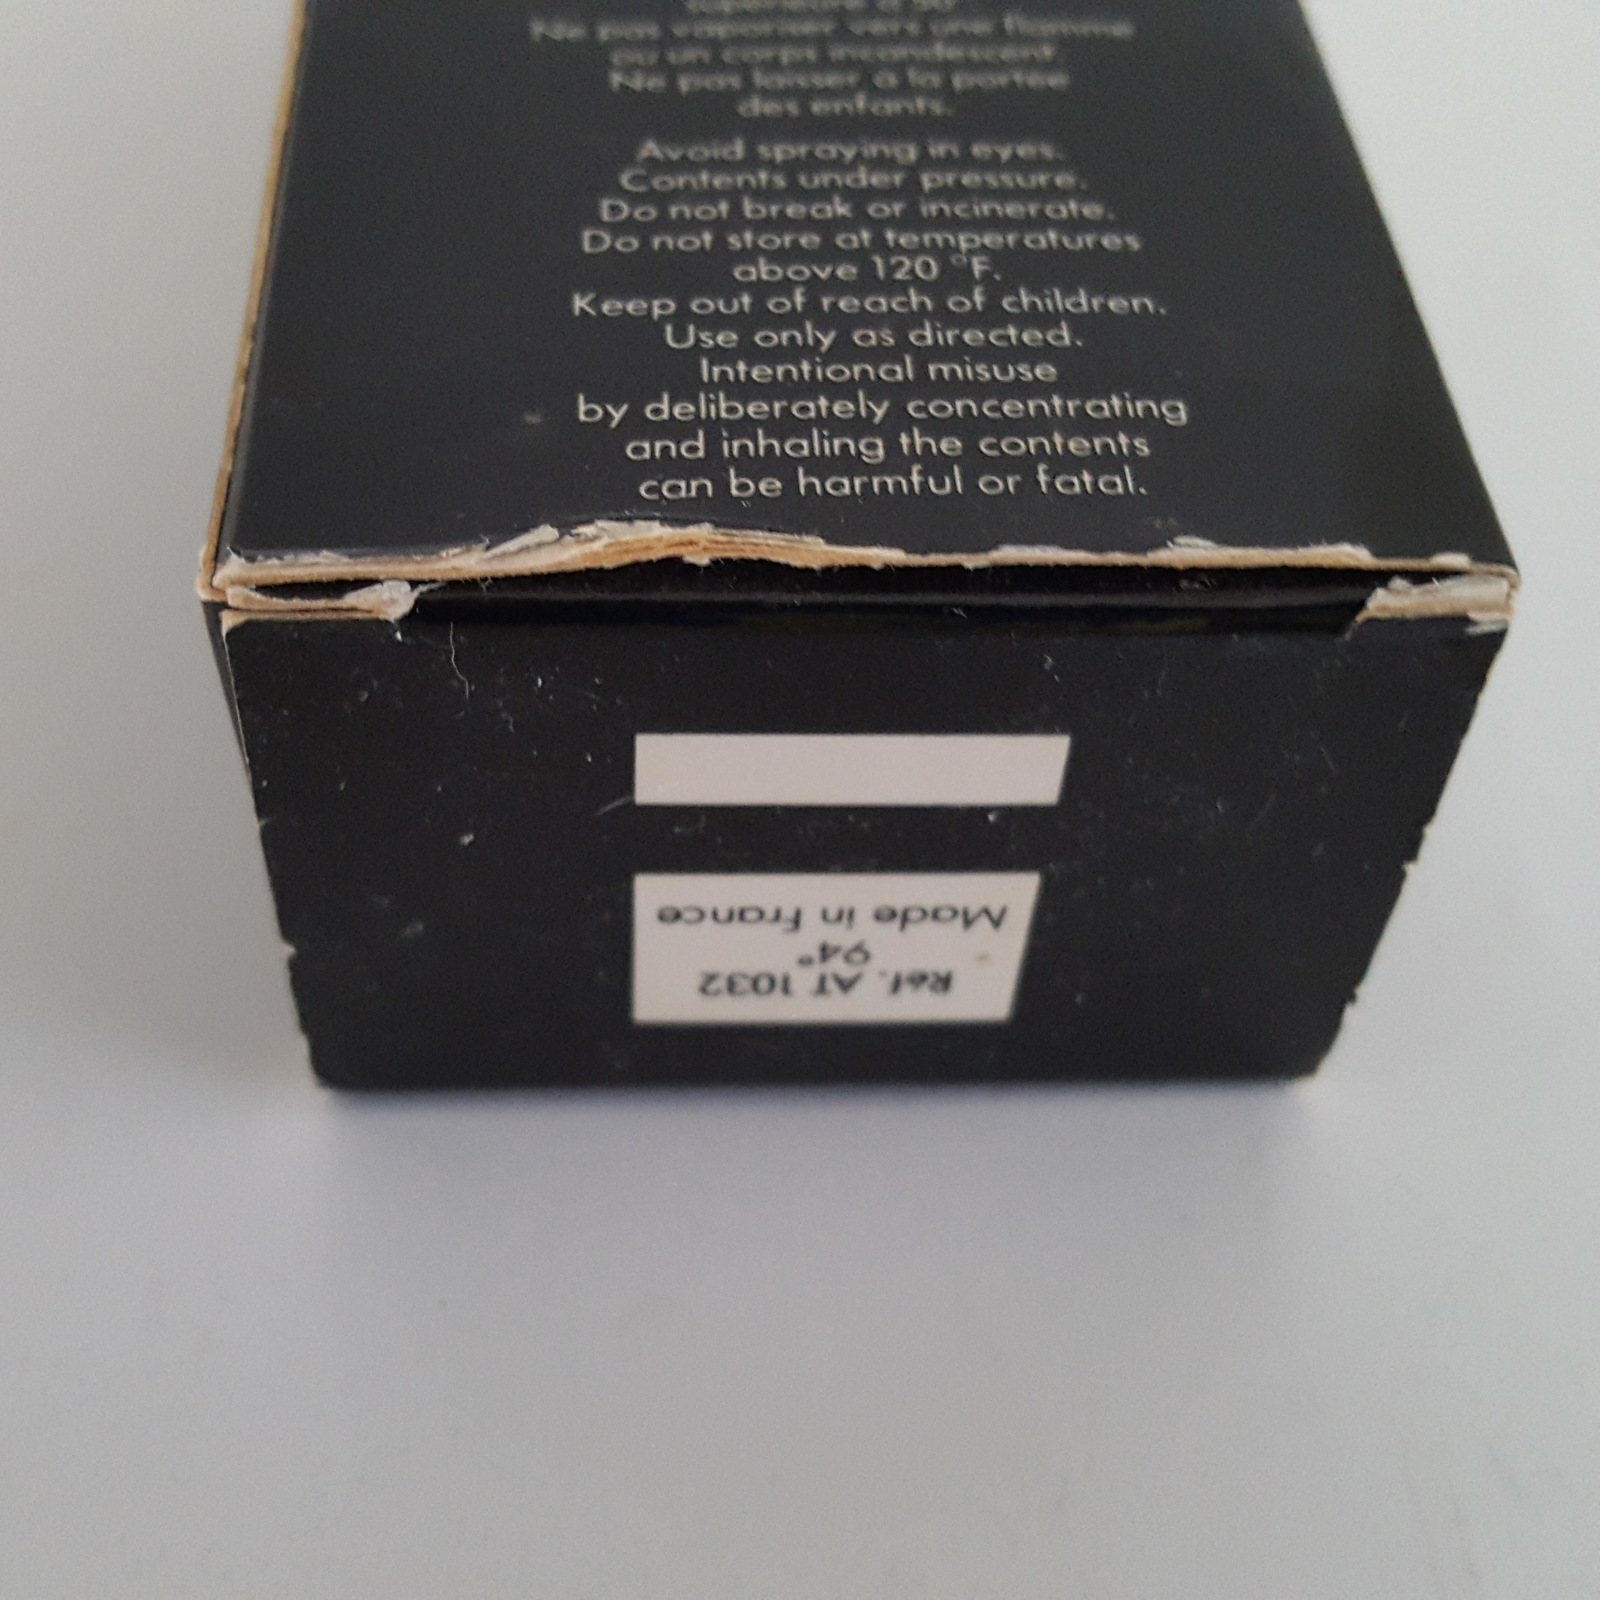 supérieure à 50°
Ne pas vaporiser vers une flamme
ou un corps incandescent
Ne pas laisser à la portée
des enfants.
Avoid spraying in eyes.
Contents under pressure.
Do not break or incinerate.
Do not store at temperatures
above 120 °F.
Keep out of reach of children.
Use only as directed.
Intentional misuse
by deliberately concentrating
and inhaling the contents
can be harmful or fatal.
Réf. AT 1032
94°
Made in france